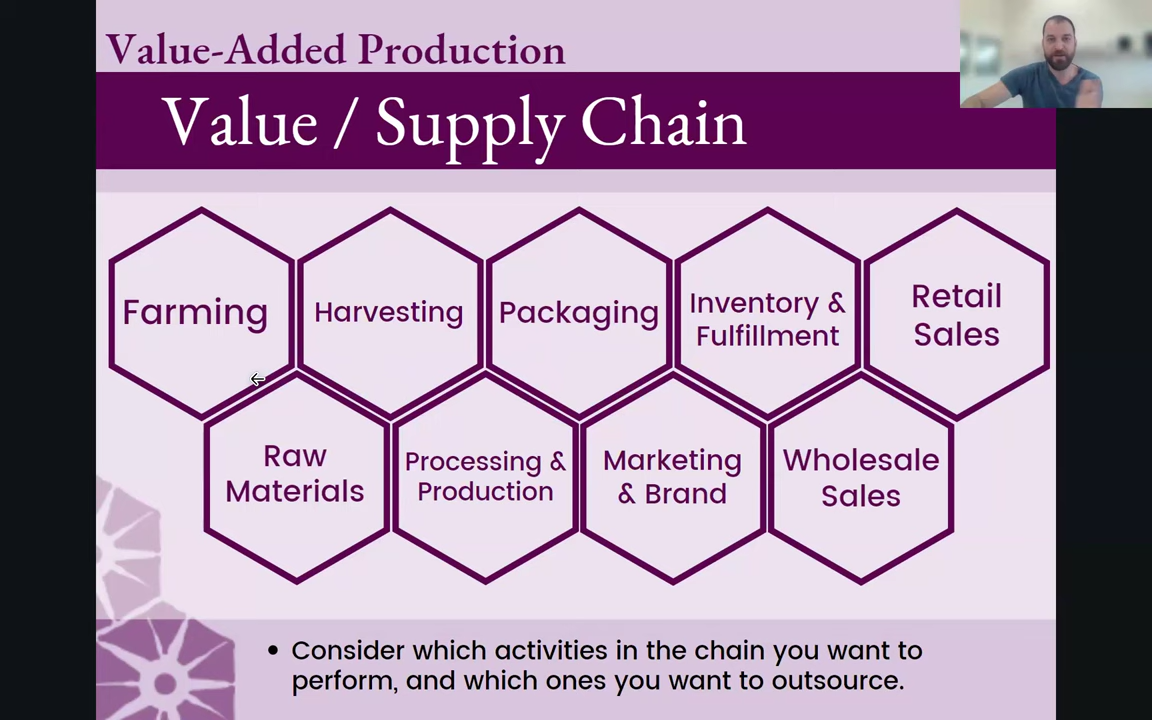 Value-Added Production
Value / Supply Chain
Farming
Harvesting
Packaging
Inventory &
Fulfillment
Retail
Sales
Raw
Materials
Processing &
Production
Marketing
& Brand
Wholesale
Sales
• Consider which activities in the chain you want to
perform, and which ones you want to outsource.